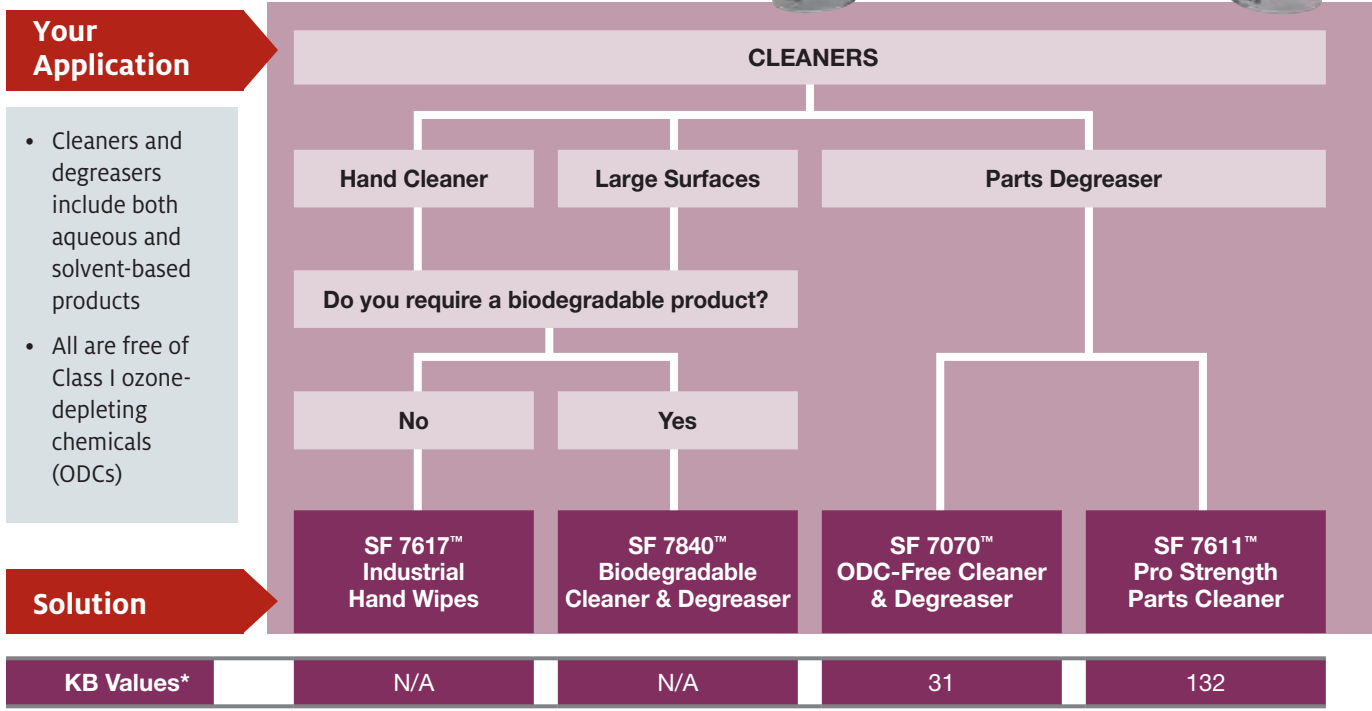 Your
Application
CLEANERS
• Cleaners and
degreasers
include both
aqueous and
solvent-based
products
• All are free of
Class I ozone-
depleting
chemicals
(ODCs)
Hand Cleaner
Large Surfaces
Parts Degreaser
Do you require a biodegradable product?
No
Yes
Solution
SF 7617™
Industrial
Hand Wipes
SF 7840™
Biodegradable
Cleaner & Degreaser
SF 7070™
ODC-Free Cleaner
& Degreaser
SF 7611™
Pro Strength
Parts Cleaner
KB Values* N/A N/A 31 132